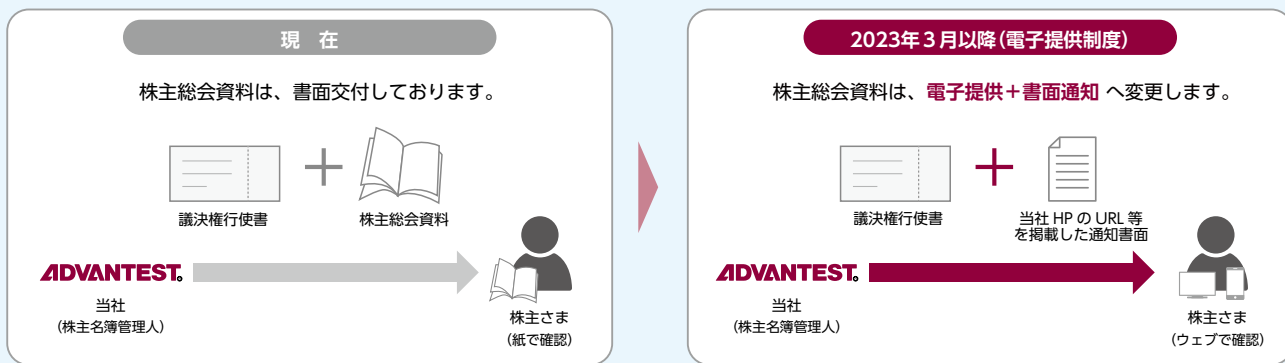 現 在
株主総会資料は、書面交付しております。
議決権行使書
株主総会資料
ADVANTEST®
当社
(株主名簿管理人)
株主さま
(紙で確認)
2023年3月以降(電子提供制度)
株主総会資料は、電子提供+書面通知 へ変更します。
議決権行使書
当社 HP の URL 等
を掲載した通知書面
ADVANTEST®
当社
(株主名簿管理人)
株主さま
(ウェブで確認)